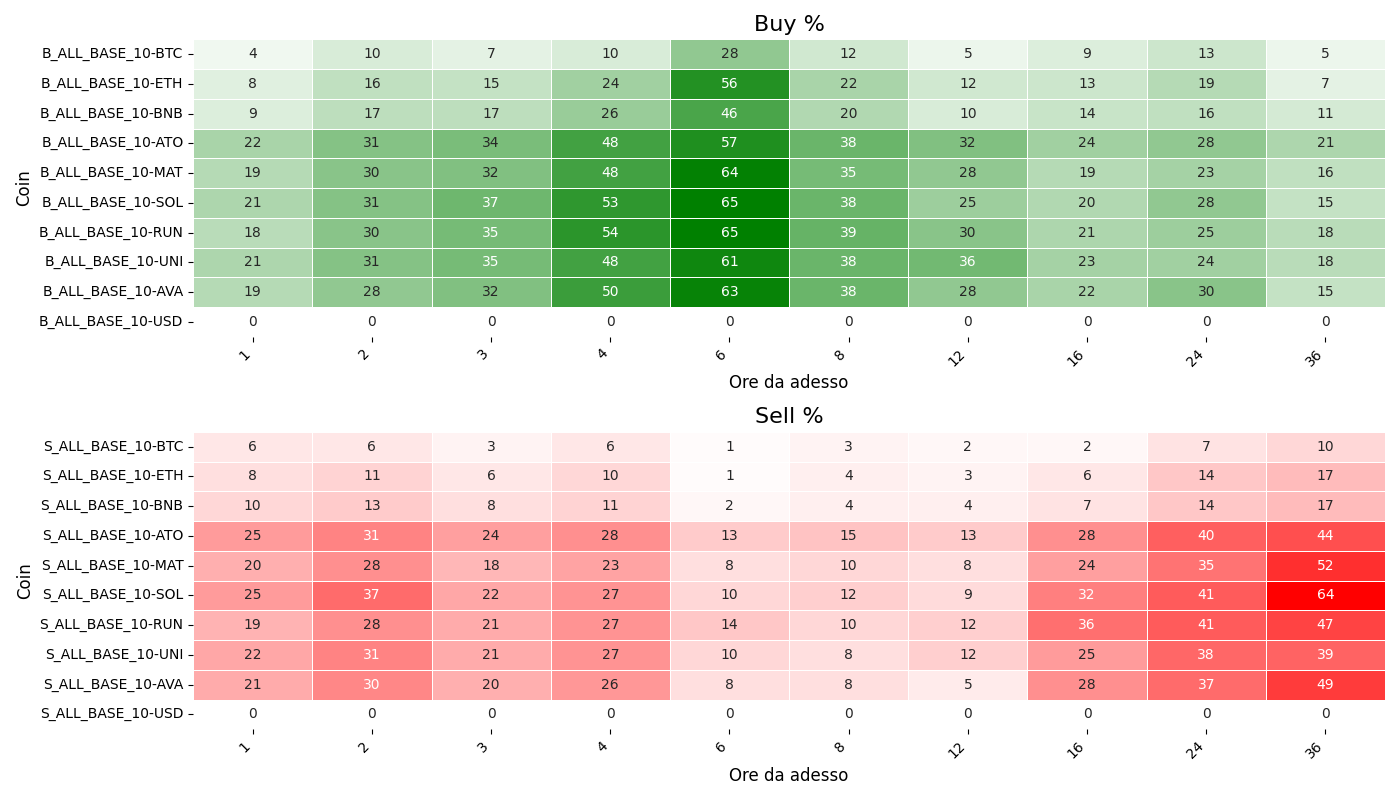 Buy %
Coin
B_ALL_BASE_10-BTC 4 10 7 10 28 12 5 9 13 5
B_ALL_BASE_10-ETH 8 16 15 24 56 22 12 13 19 7
B_ALL_BASE_10-BNB 9 17 17 26 46 20 10 14 16 11
B_ALL_BASE_10-ATO 22 31 34 48 57 38 32 24 28 21
B_ALL_BASE_10-MAT 19 30 32 48 64 35 28 19 23 16
B_ALL_BASE_10-SOL 21 31 37 53 65 38 25 20 28 15
B_ALL_BASE_10-RUN 18 30 35 54 65 39 30 21 25 18
B_ALL_BASE_10-UNI 21 31 35 48 61 38 36 23 24 18
B_ALL_BASE_10-AVA 19 28 32 50 63 38 28 22 30 15
B_ALL_BASE_10-USD 0 0 0 0 0 0 0 0 0 0
1 2 3 4 6 8 12 16 24 36
Ore da adesso
Sell %
Coin
S_ALL_BASE_10-BTC 6 6 3 6 1 3 2 2 7 10
S_ALL_BASE_10-ETH 8 11 6 10 1 4 3 6 14 17
S_ALL_BASE_10-BNB 10 13 8 11 2 4 4 7 14 17
S_ALL_BASE_10-ATO 25 31 24 28 13 15 13 28 40 44
S_ALL_BASE_10-MAT 20 28 18 23 8 10 8 24 35 52
S_ALL_BASE_10-SOL 25 37 22 27 10 12 9 32 41 64
S_ALL_BASE_10-RUN 19 28 21 27 14 10 12 36 41 47
S_ALL_BASE_10-UNI 22 31 21 27 10 8 12 25 38 39
S_ALL_BASE_10-AVA 21 30 20 26 8 8 5 28 37 49
S_ALL_BASE_10-USD 0 0 0 0 0 0 0 0 0 0
1 2 3 4 6 8 12 16 24 36
Ore da adesso